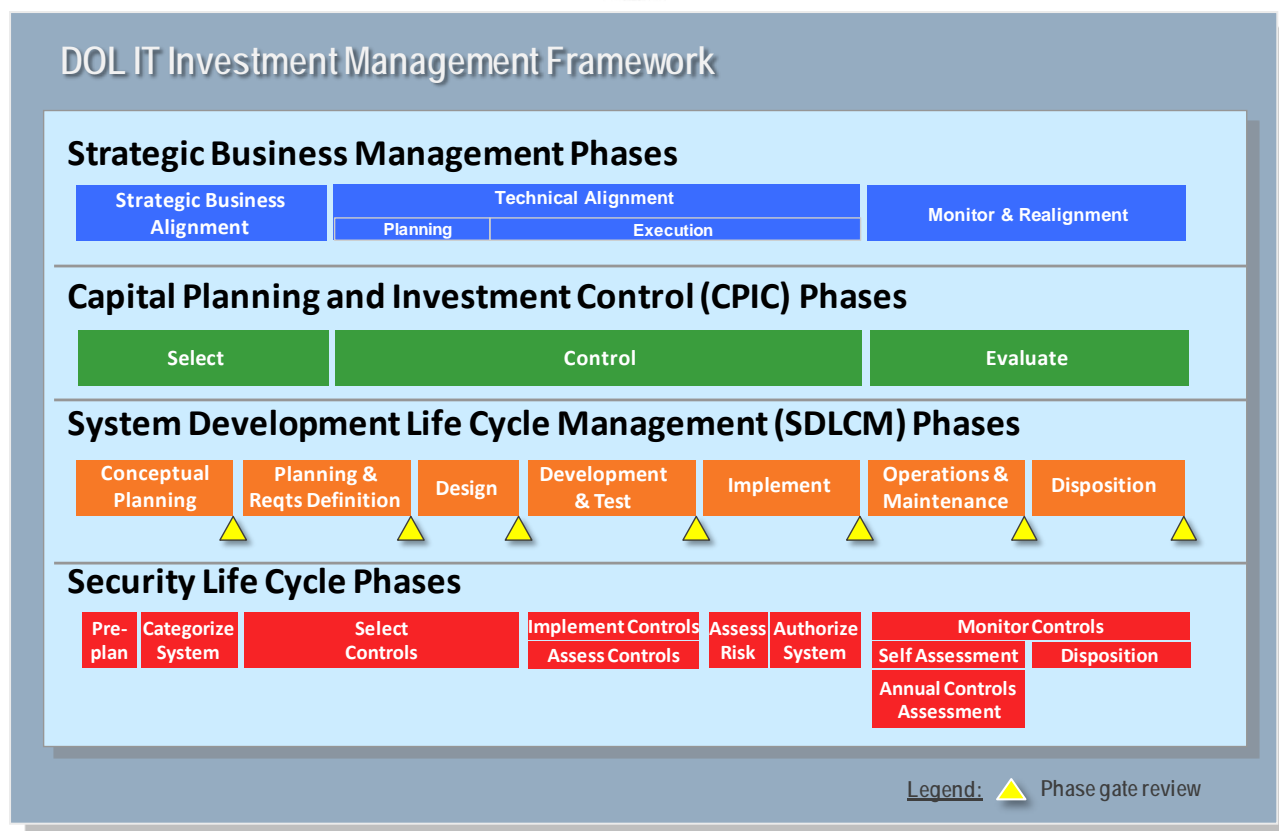 DOL IT Investment Management Framework
Strategic Business Management Phases
Strategic Business
Alignment
Technical Alignment
Planning
Execution
Monitor & Realignment
Capital Planning and Investment Control (CPIC) Phases
Select
Control
Evaluate
System Development Life Cycle Management (SDLCM) Phases
Conceptual
Planning
Planning &
Reqts Definition
Design
Development
& Test
Implement
Operations &
Maintenance
Disposition
Security Life Cycle Phases
Pre-
plan
Categorize
System
Select
Controls
Implement Controls
Assess Controls
Assess
Risk
Authorize
System
Monitor Controls
Self Assessment
Disposition
Annual Controls
Assessment
Legend: Phase gate review